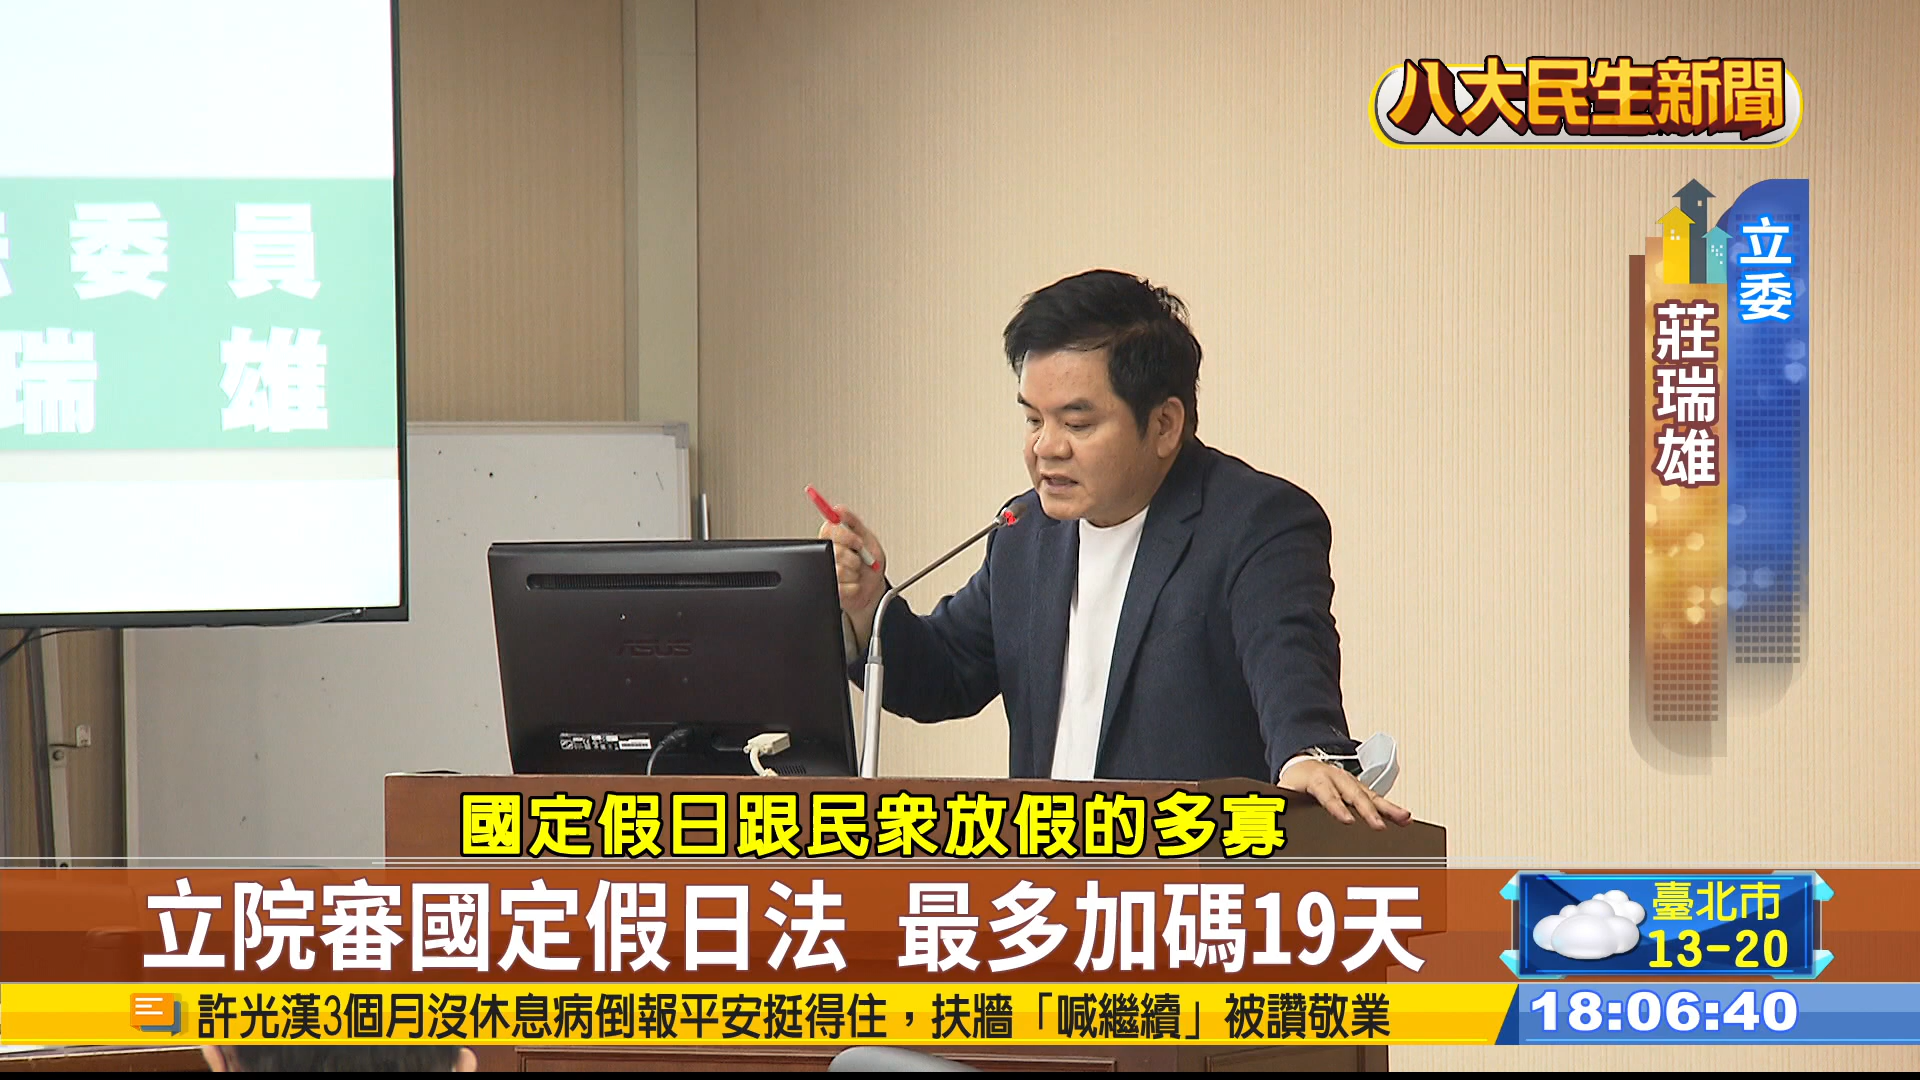 八大民生新聞
立委
莊瑞雄
委員
瑞雄
ASUS
國定假日跟民眾放假的多寡
立院審國定假日法 最多加碼19天
臺北市
13-20
許光漢3個月沒休息病倒報平安挺得住，扶牆「喊繼續」被讚敬業
18:06:40